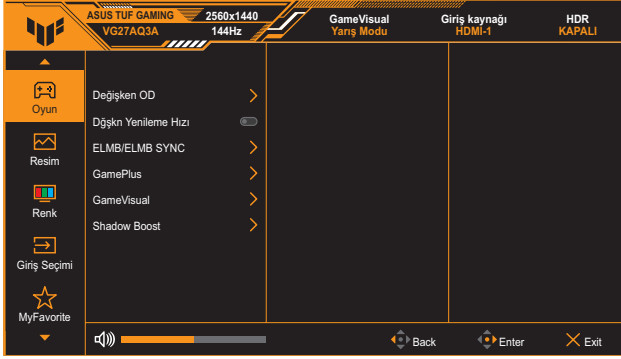 ASUS TUF GAMING 2560x1440
VG27AQ3A 144Hz
GameVisual
Yarış Modu
Giriş kaynağı
HDMI-1
HDR
KAPALI
Oyun
Resim
Renk
Giriş Seçimi
MyFavorite
Değişken OD
Dğşkn Yenileme Hızı
ELMB/ELMB SYNC
GamePlus
GameVisual
Shadow Boost
Back
Enter
Exit